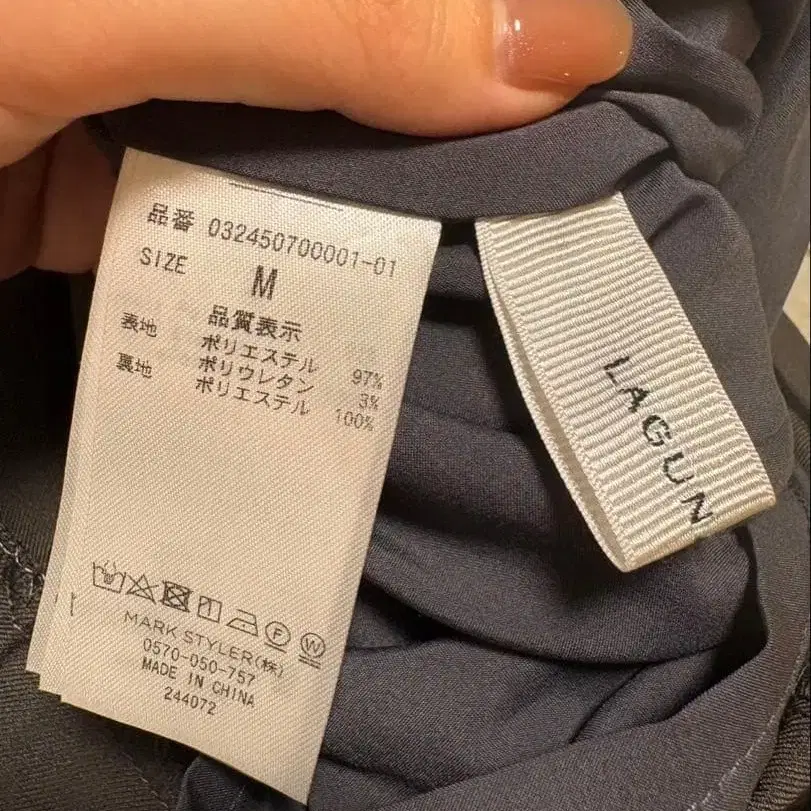 品番 032450700001-01
SIZE M
品質表示
表地 ポリエステル 97%
ポリウレタン 3%
裏地 ポリエステル 100%
F W
MARK STYLER(株)
0570-050-757
MADE IN CHINA
244072
LAGUN